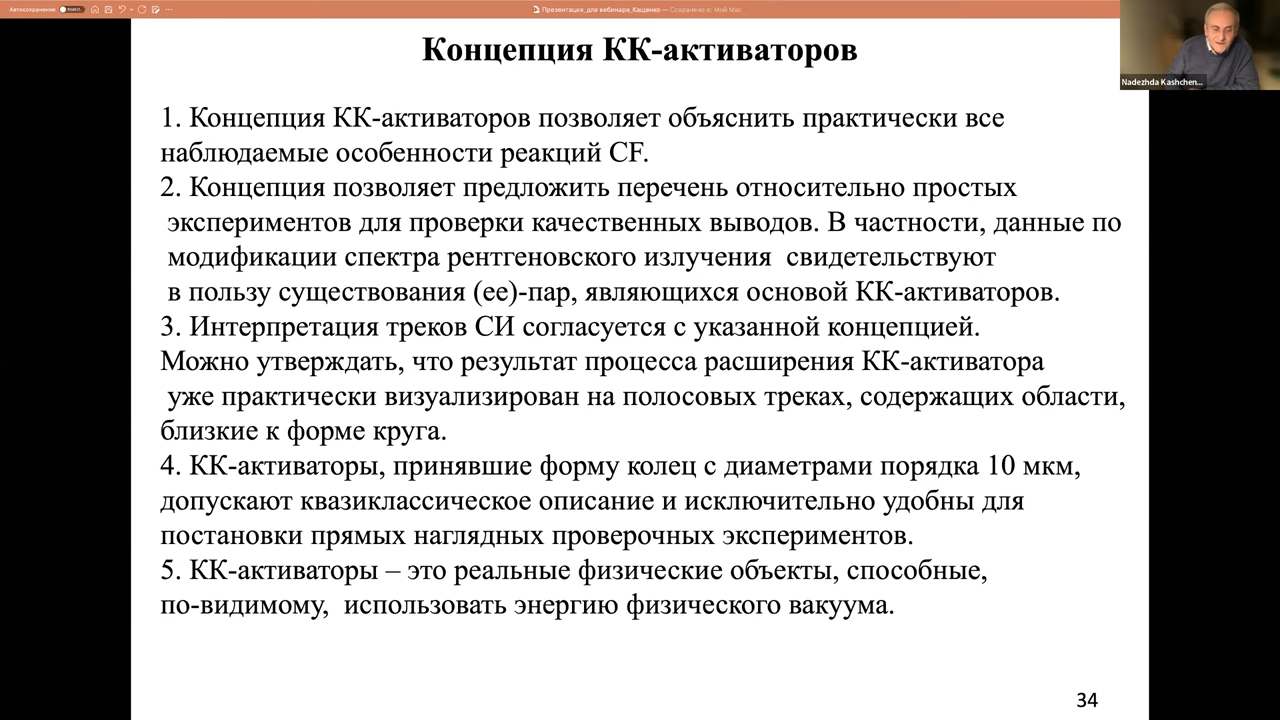 Автосохранение
Презентация_для вебинара_Кащенко — Сохранено в: Мой Mac
Nadezhda Kashchen...
Концепция КК-активаторов
1. Концепция КК-активаторов позволяет объяснить практически все
наблюдаемые особенности реакций CF.
2. Концепция позволяет предложить перечень относительно простых
экспериментов для проверки качественных выводов. В частности, данные по
модификации спектра рентгеновского излучения свидетельствуют
в пользу существования (ее)-пар, являющихся основой КК-активаторов.
3. Интерпретация треков СИ согласуется с указанной концепцией.
Можно утверждать, что результат процесса расширения КК-активатора
уже практически визуализирован на полосовых треках, содержащих области,
близкие к форме круга.
4. КК-активаторы, принявшие форму колец с диаметрами порядка 10 мкм,
допускают квазиклассическое описание и исключительно удобны для
постановки прямых наглядных проверочных экспериментов.
5. КК-активаторы – это реальные физические объекты, способные,
по-видимому, использовать энергию физического вакуума.
34